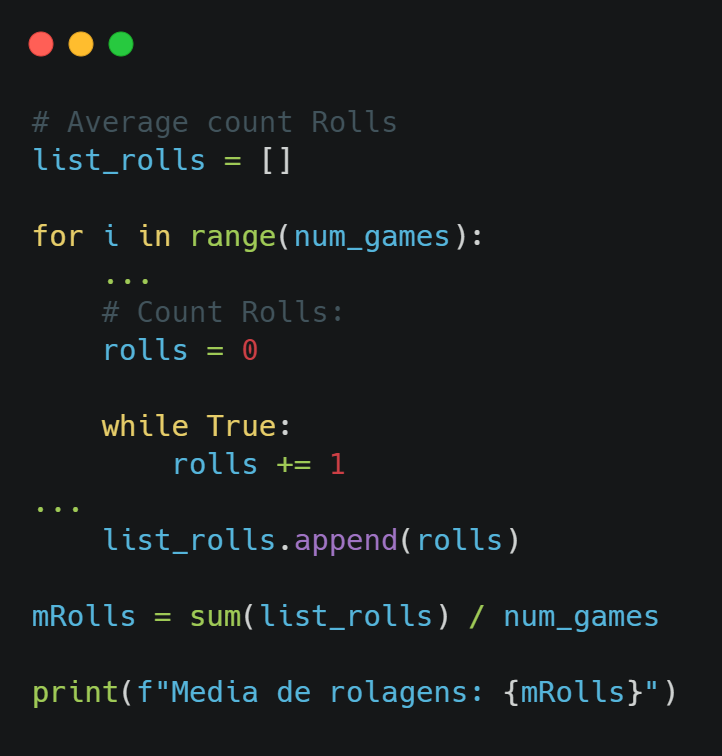 # Average count Rolls
list_rolls = []
for i in range(num_games):
    ...
    # Count Rolls:
    rolls = 0
    while True:
        rolls += 1
...
    list_rolls.append(rolls)
mRolls = sum(list_rolls) / num_games
print(f"Media de rolagens: {mRolls}")